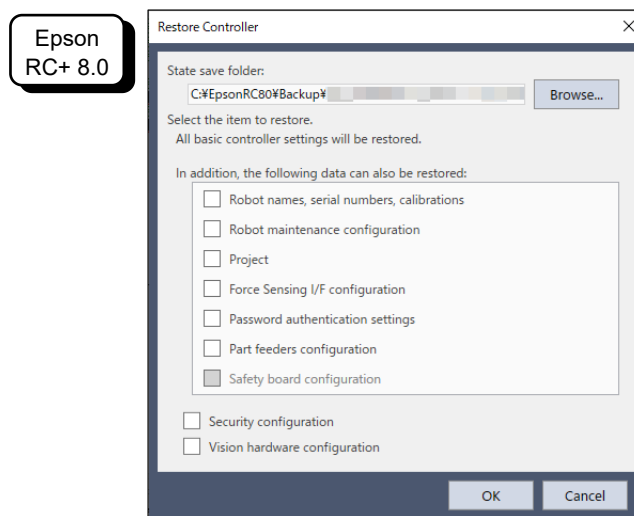 Epson
RC+ 8.0
Restore Controller
State save folder:
C:¥EpsonRC80¥Backup¥
Browse...
Select the item to restore.
All basic controller settings will be restored.
In addition, the following data can also be restored:
Robot names, serial numbers, calibrations
Robot maintenance configuration
Project
Force Sensing I/F configuration
Password authentication settings
Part feeders configuration
Safety board configuration
Security configuration
Vision hardware configuration
OK
Cancel